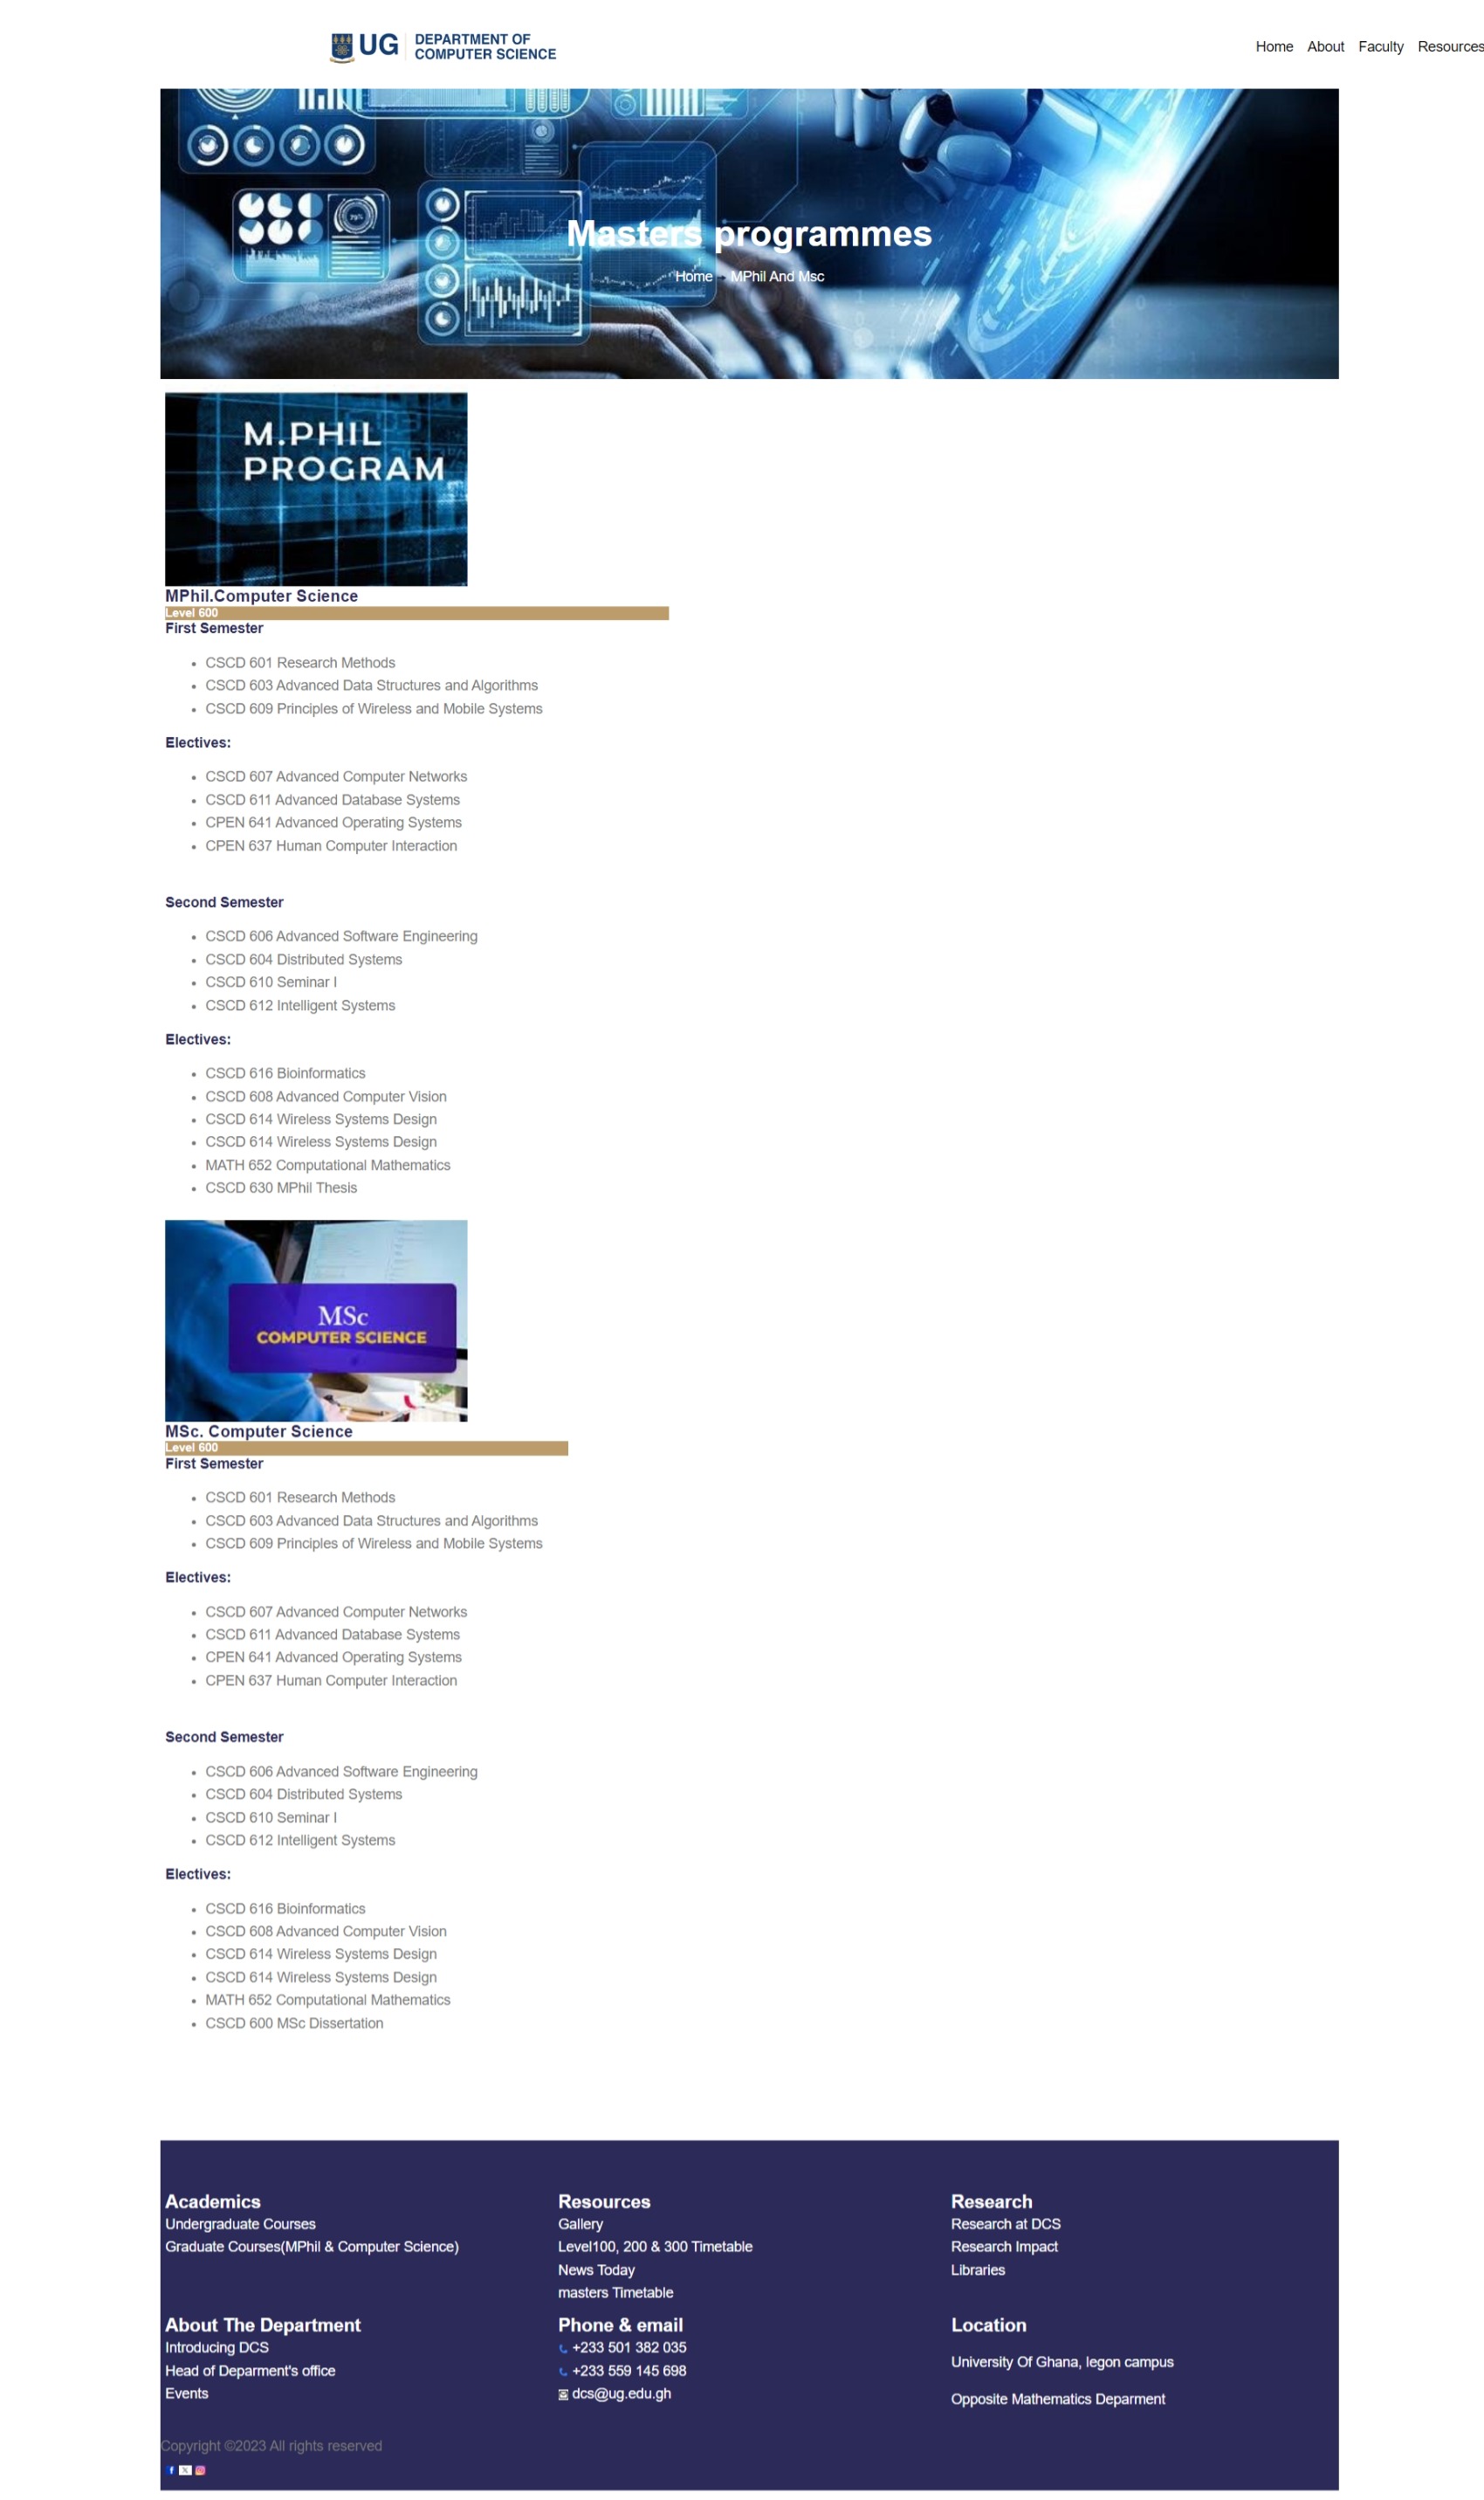 UG DEPARTMENT OF
COMPUTER SCIENCE
Home About Faculty Resources
79%
Masters programmes
Home MPhil And Msc
M.PHIL
PROGRAM
MPhil.Computer Science
Level 600
First Semester
CSCD 601 Research Methods
CSCD 603 Advanced Data Structures and Algorithms
CSCD 609 Principles of Wireless and Mobile Systems
Electives:
CSCD 607 Advanced Computer Networks
CSCD 611 Advanced Database Systems
CPEN 641 Advanced Operating Systems
CPEN 637 Human Computer Interaction
Second Semester
CSCD 606 Advanced Software Engineering
CSCD 604 Distributed Systems
CSCD 610 Seminar I
CSCD 612 Intelligent Systems
Electives:
CSCD 616 Bioinformatics
CSCD 608 Advanced Computer Vision
CSCD 614 Wireless Systems Design
CSCD 614 Wireless Systems Design
MATH 652 Computational Mathematics
CSCD 630 MPhil Thesis
MSc
COMPUTER SCIENCE
MSc. Computer Science
Level 600
First Semester
CSCD 601 Research Methods
CSCD 603 Advanced Data Structures and Algorithms
CSCD 609 Principles of Wireless and Mobile Systems
Electives:
CSCD 607 Advanced Computer Networks
CSCD 611 Advanced Database Systems
CPEN 641 Advanced Operating Systems
CPEN 637 Human Computer Interaction
Second Semester
CSCD 606 Advanced Software Engineering
CSCD 604 Distributed Systems
CSCD 610 Seminar I
CSCD 612 Intelligent Systems
Electives:
CSCD 616 Bioinformatics
CSCD 608 Advanced Computer Vision
CSCD 614 Wireless Systems Design
CSCD 614 Wireless Systems Design
MATH 652 Computational Mathematics
CSCD 600 MSc Dissertation
Academics
Undergraduate Courses
Graduate Courses(MPhil & Computer Science)
Resources
Gallery
Level100, 200 & 300 Timetable
News Today
masters Timetable
Research
Research at DCS
Research Impact
Libraries
About The Department
Introducing DCS
Head of Deparment's office
Events
Phone & email
+233 501 382 035
+233 559 145 698
dcs@ug.edu.gh
Location
University Of Ghana, legon campus
Opposite Mathematics Deparment
Copyright ©2023 All rights reserved